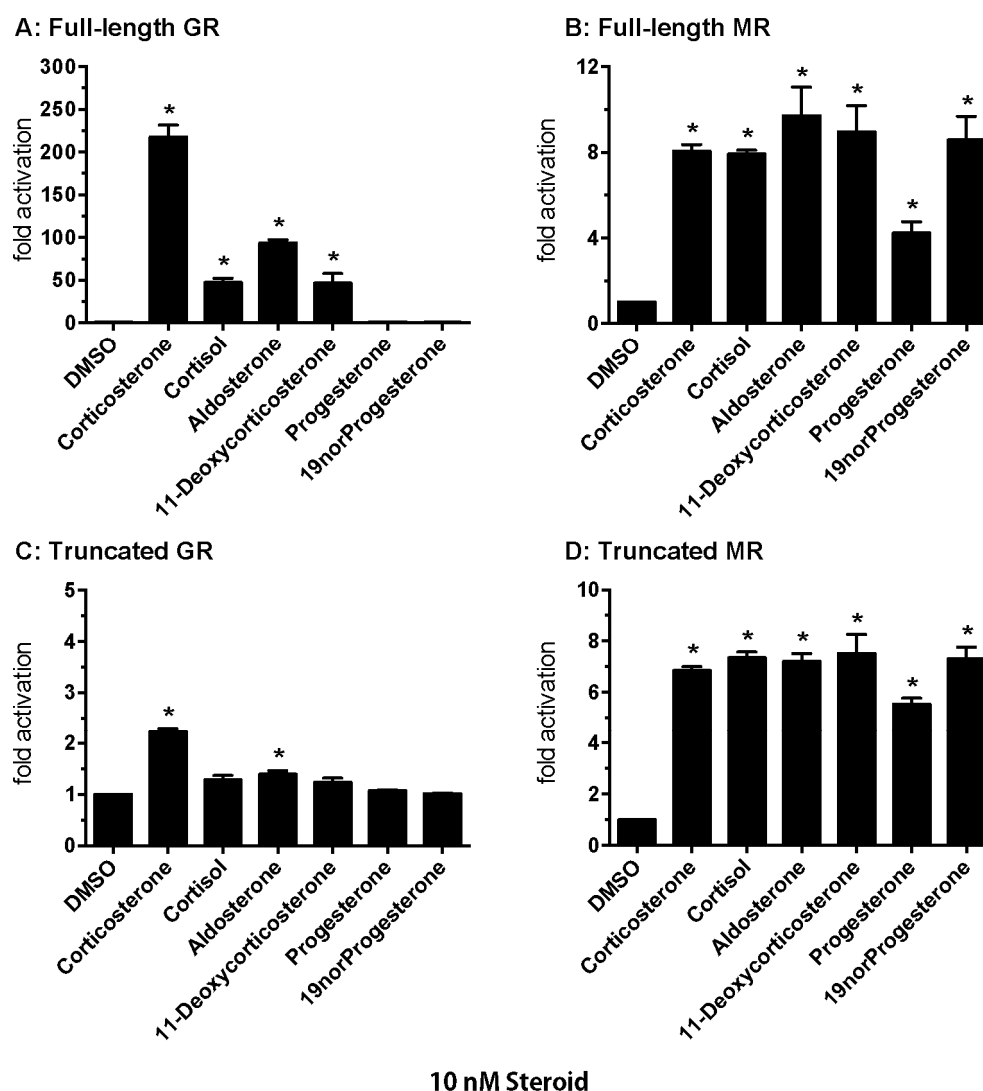 A: Full-length GR
300
250
200
150
100
50
0
fold activation
* * * *
DMSO
Corticosterone
Cortisol
Aldosterone
11-Deoxycorticosterone
Progesterone
19norProgesterone
B: Full-length MR
12
8
4
0
fold activation
* * * * * *
DMSO
Corticosterone
Cortisol
Aldosterone
11-Deoxycorticosterone
Progesterone
19norProgesterone
C: Truncated GR
5
4
3
2
1
0
fold activation
* *
DMSO
Corticosterone
Cortisol
Aldosterone
11-Deoxycorticosterone
Progesterone
19norProgesterone
D: Truncated MR
10
8
6
4
2
0
fold activation
* * * * * *
DMSO
Corticosterone
Cortisol
Aldosterone
11-Deoxycorticosterone
Progesterone
19norProgesterone
10 nM Steroid